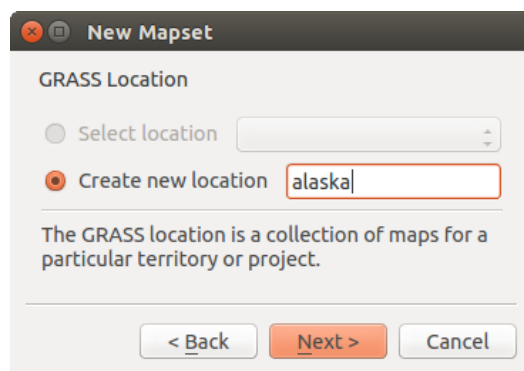 New Mapset
GRASS Location
Select location
Create new location alaska
The GRASS location is a collection of maps for a
particular territory or project.
< Back Next > Cancel